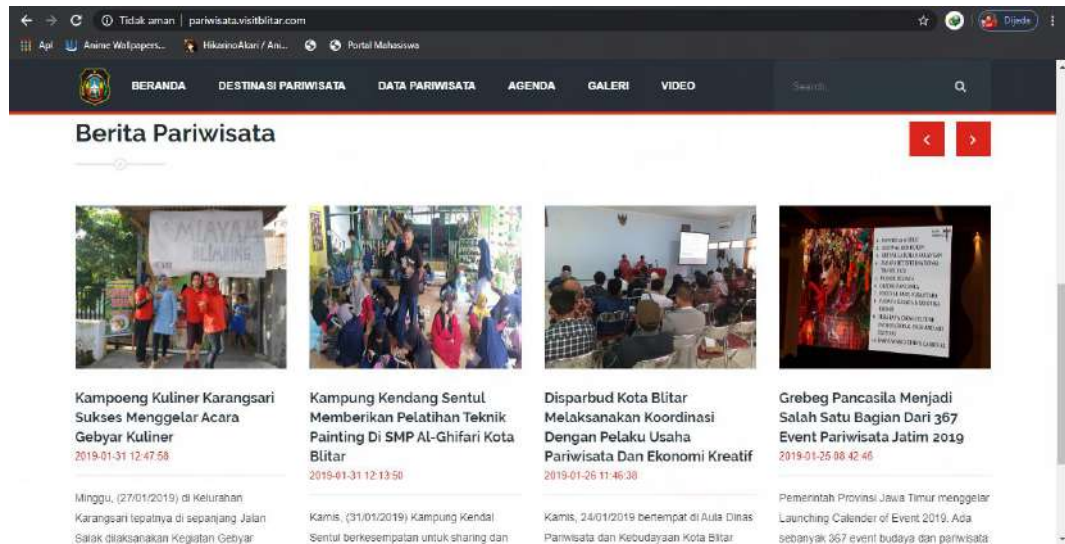 Tidak aman | pariwisata.visitblitar.com
Dijeda
Apl Anime Wallpapers... HikarinoAkari / Ani... Portal Mahasiswa
BERANDA DESTINASI PARIWISATA DATA PARIWISATA AGENDA GALERI VIDEO
Search
Berita Pariwisata
Kampoeng Kuliner Karangsari
Sukses Menggelar Acara
Gebyar Kuliner
2019-01-31 12:47:58
Minggu, (27/01/2019) di Kelurahan
Karangsari tepatnya di sepanjang Jalan
Salak dilaksanakan Kegiatan Gebyar
Kampung Kendang Sentul
Memberikan Pelatihan Teknik
Painting Di SMP Al-Ghifari Kota
Blitar
2019-01-31 12:13:50
Kamis, (31/01/2019) Kampung Kendal
Sentul berkesempatan untuk sharing dan
Disparbud Kota Blitar
Melaksanakan Koordinasi
Dengan Pelaku Usaha
Pariwisata Dan Ekonomi Kreatif
2019-01-26 11:46:38
Kamis, 24/01/2019 bertempat di Aula Dinas
Pariwisata dan Kebudayaan Kota Blitar
Grebeg Pancasila Menjadi
Salah Satu Bagian Dari 367
Event Pariwisata Jatim 2019
2019-01-25 08:42:46
Pemerintah Provinsi Jawa Timur menggelar
Launching Calender of Event 2019. Ada
sebanyak 367 event budaya dan pariwisata